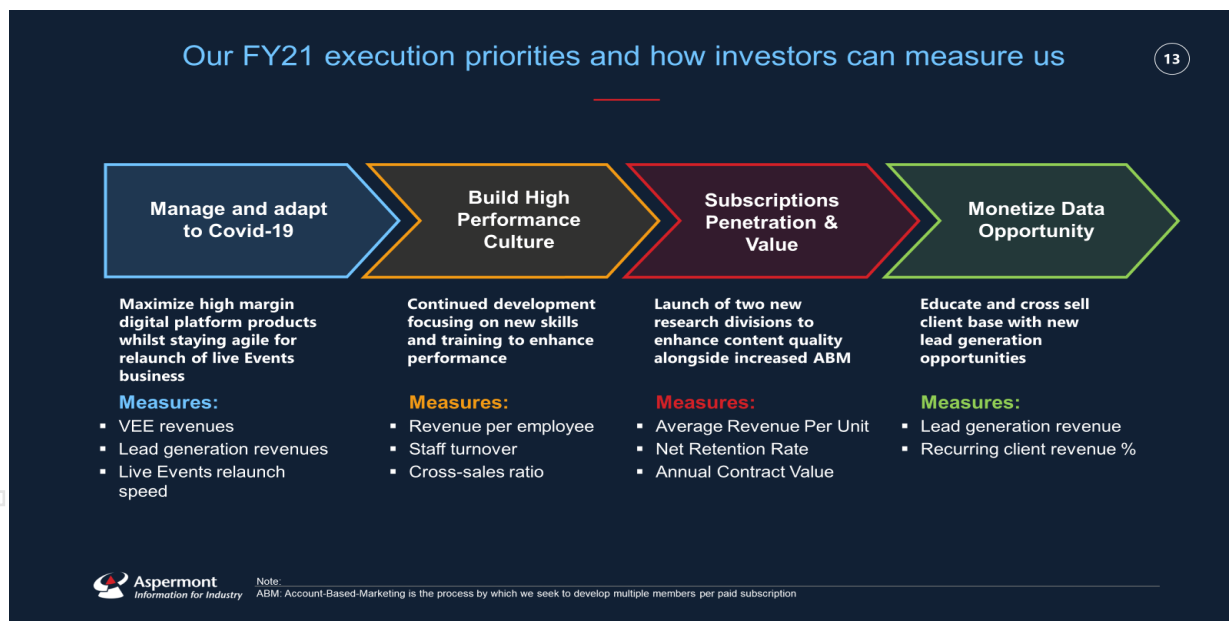 Our FY21 execution priorities and how investors can measure us
13
Manage and adapt
to Covid-19
Build High
Performance
Culture
Subscriptions
Penetration &
Value
Monetize Data
Opportunity
Maximize high margin
digital platform products
whilst staying agile for
relaunch of live Events
business
Measures:
▪ VEE revenues
▪ Lead generation revenues
▪ Live Events relaunch
speed
Continued development
focusing on new skills
and training to enhance
performance
Measures:
▪ Revenue per employee
▪ Staff turnover
▪ Cross-sales ratio
Launch of two new
research divisions to
enhance content quality
alongside increased ABM
Measures:
▪ Average Revenue Per Unit
▪ Net Retention Rate
▪ Annual Contract Value
Educate and cross sell
client base with new
lead generation
opportunities
Measures:
▪ Lead generation revenue
▪ Recurring client revenue %
Aspermont
Information for Industry
Note:
ABM: Account-Based-Marketing is the process by which we seek to develop multiple members per paid subscription